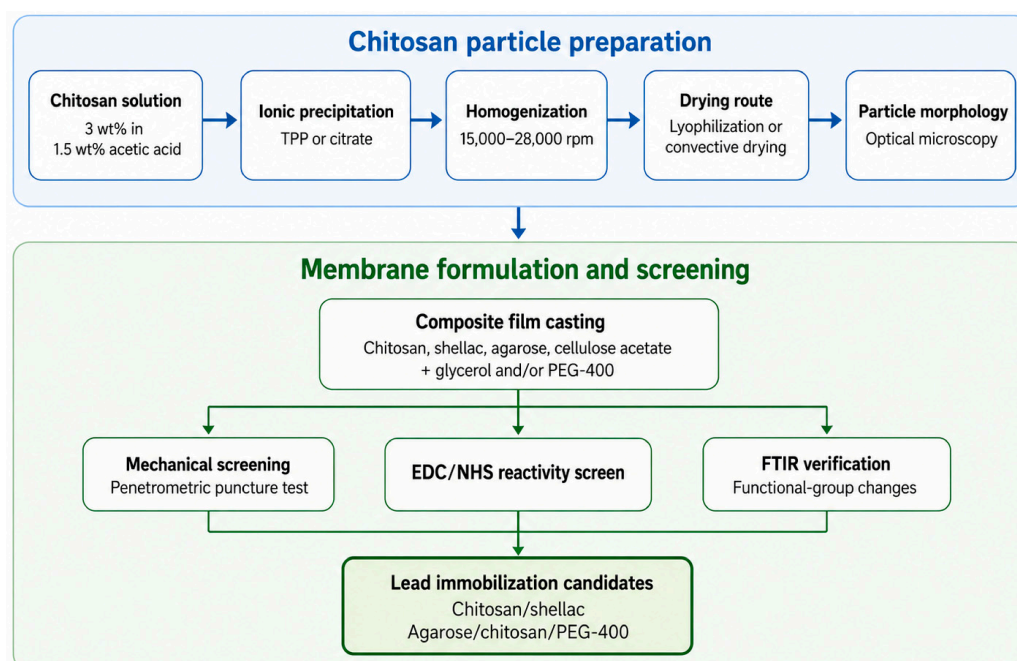 Chitosan particle preparation
Chitosan solution
3 wt% in
1.5 wt% acetic acid
Ionic precipitation
TPP or citrate
Homogenization
15,000–28,000 rpm
Drying route
Lyophilization or
convective drying
Particle morphology
Optical microscopy
Membrane formulation and screening
Composite film casting
Chitosan, shellac, agarose, cellulose acetate
+ glycerol and/or PEG-400
Mechanical screening
Penetrometric puncture test
EDC/NHS reactivity screen
FTIR verification
Functional-group changes
Lead immobilization candidates
Chitosan/shellac
Agarose/chitosan/PEG-400